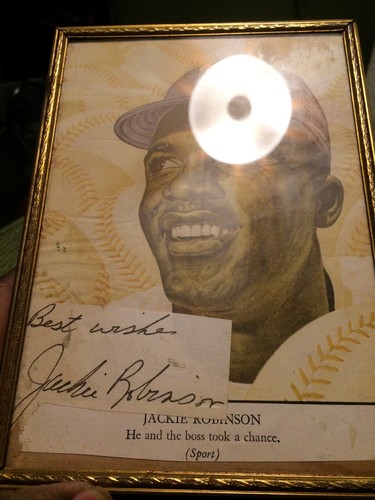 Best wishes
Jackie Robinson
JACKIE ROBINSON
He and the boss took a chance.
(Sport)